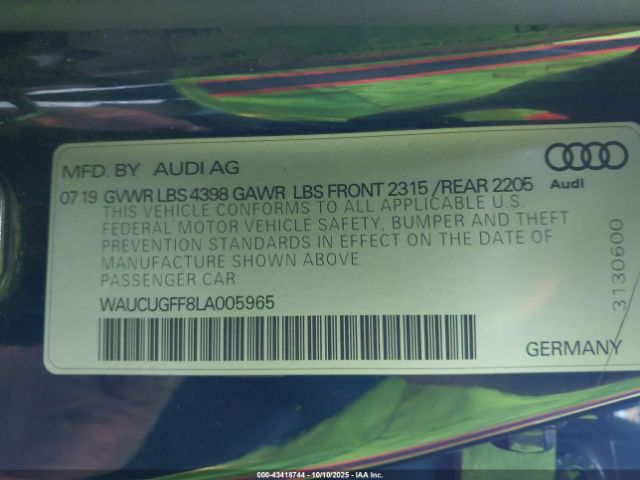 MFD. BY AUDI AG
07 19 GVWR LBS 4398 GAWR LBS FRONT 2315 /REAR 2205
THIS VEHICLE CONFORMS TO ALL APPLICABLE U.S.
FEDERAL MOTOR VEHICLE SAFETY, BUMPER AND THEFT
PREVENTION STANDARDS IN EFFECT ON THE DATE OF
MANUFACTURE SHOWN ABOVE
PASSENGER CAR
WAUCUGFF8LA005965
Audi
3130600
GERMANY
000-43418744 - 10/10/2025 - IAA Inc.